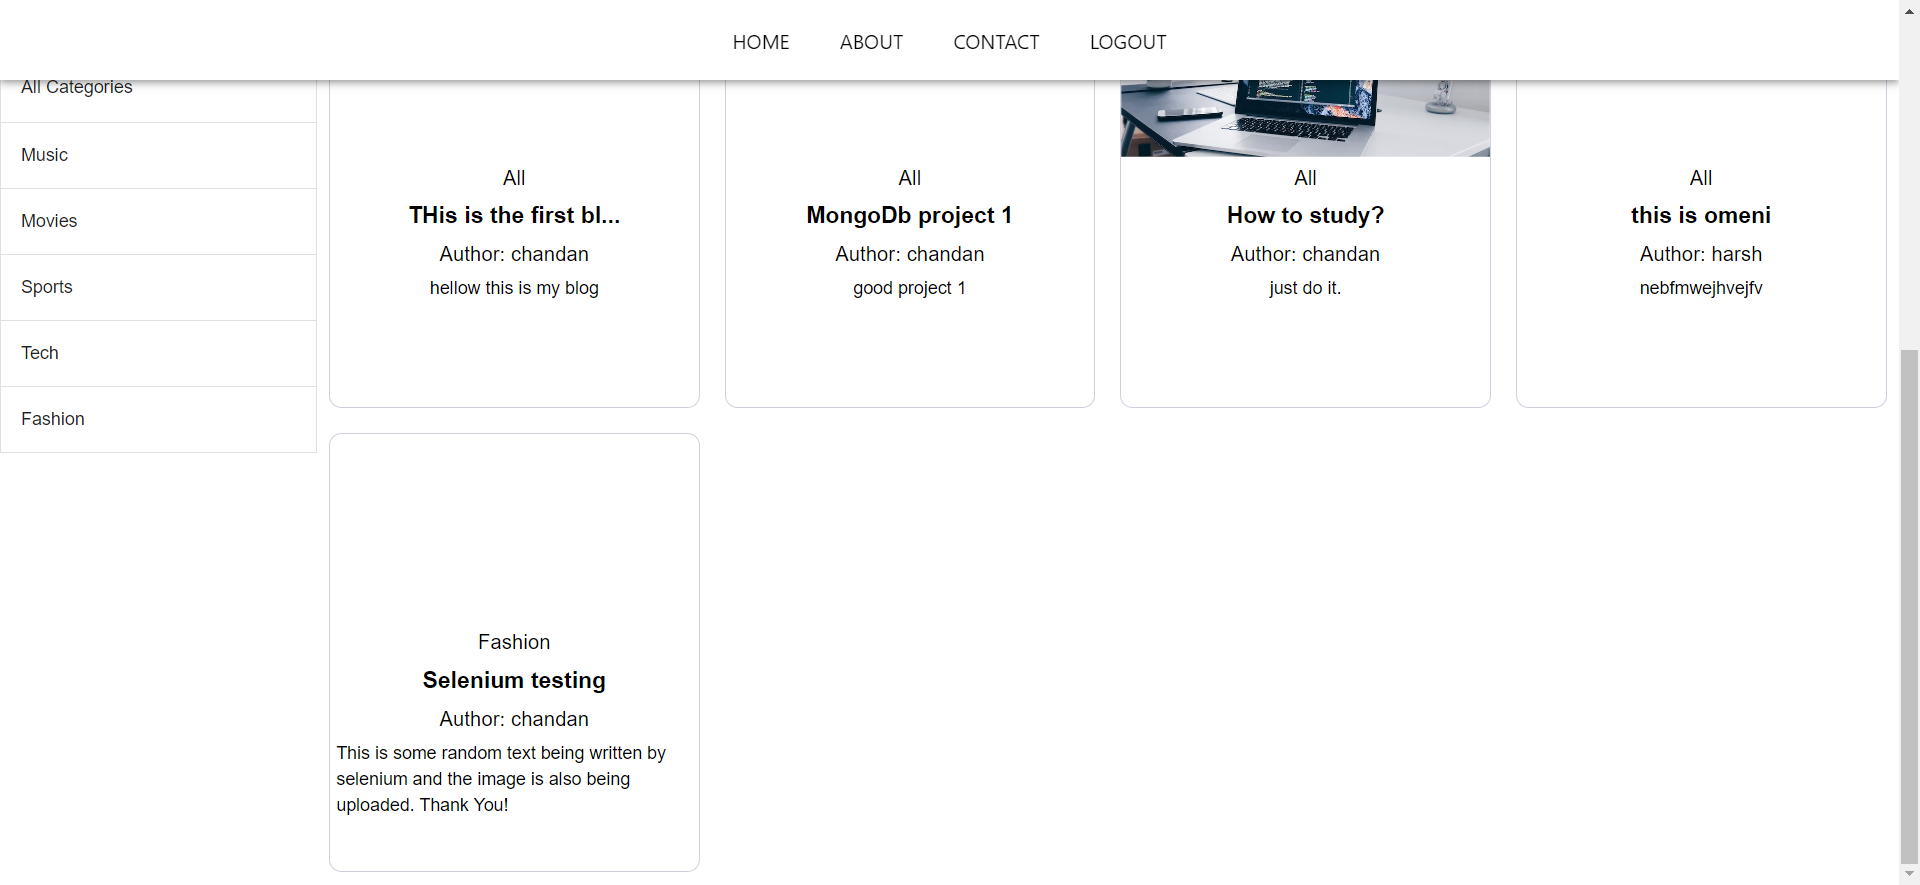 HOME ABOUT CONTACT LOGOUT
All Categories
Music
Movies
Sports
Tech
Fashion
All
THis is the first bl...
Author: chandan
hellow this is my blog
All
MongoDb project 1
Author: chandan
good project 1
All
How to study?
Author: chandan
just do it.
All
this is omeni
Author: harsh
nebfmwejhvejfv
Fashion
Selenium testing
Author: chandan
This is some random text being written by
selenium and the image is also being
uploaded. Thank You!